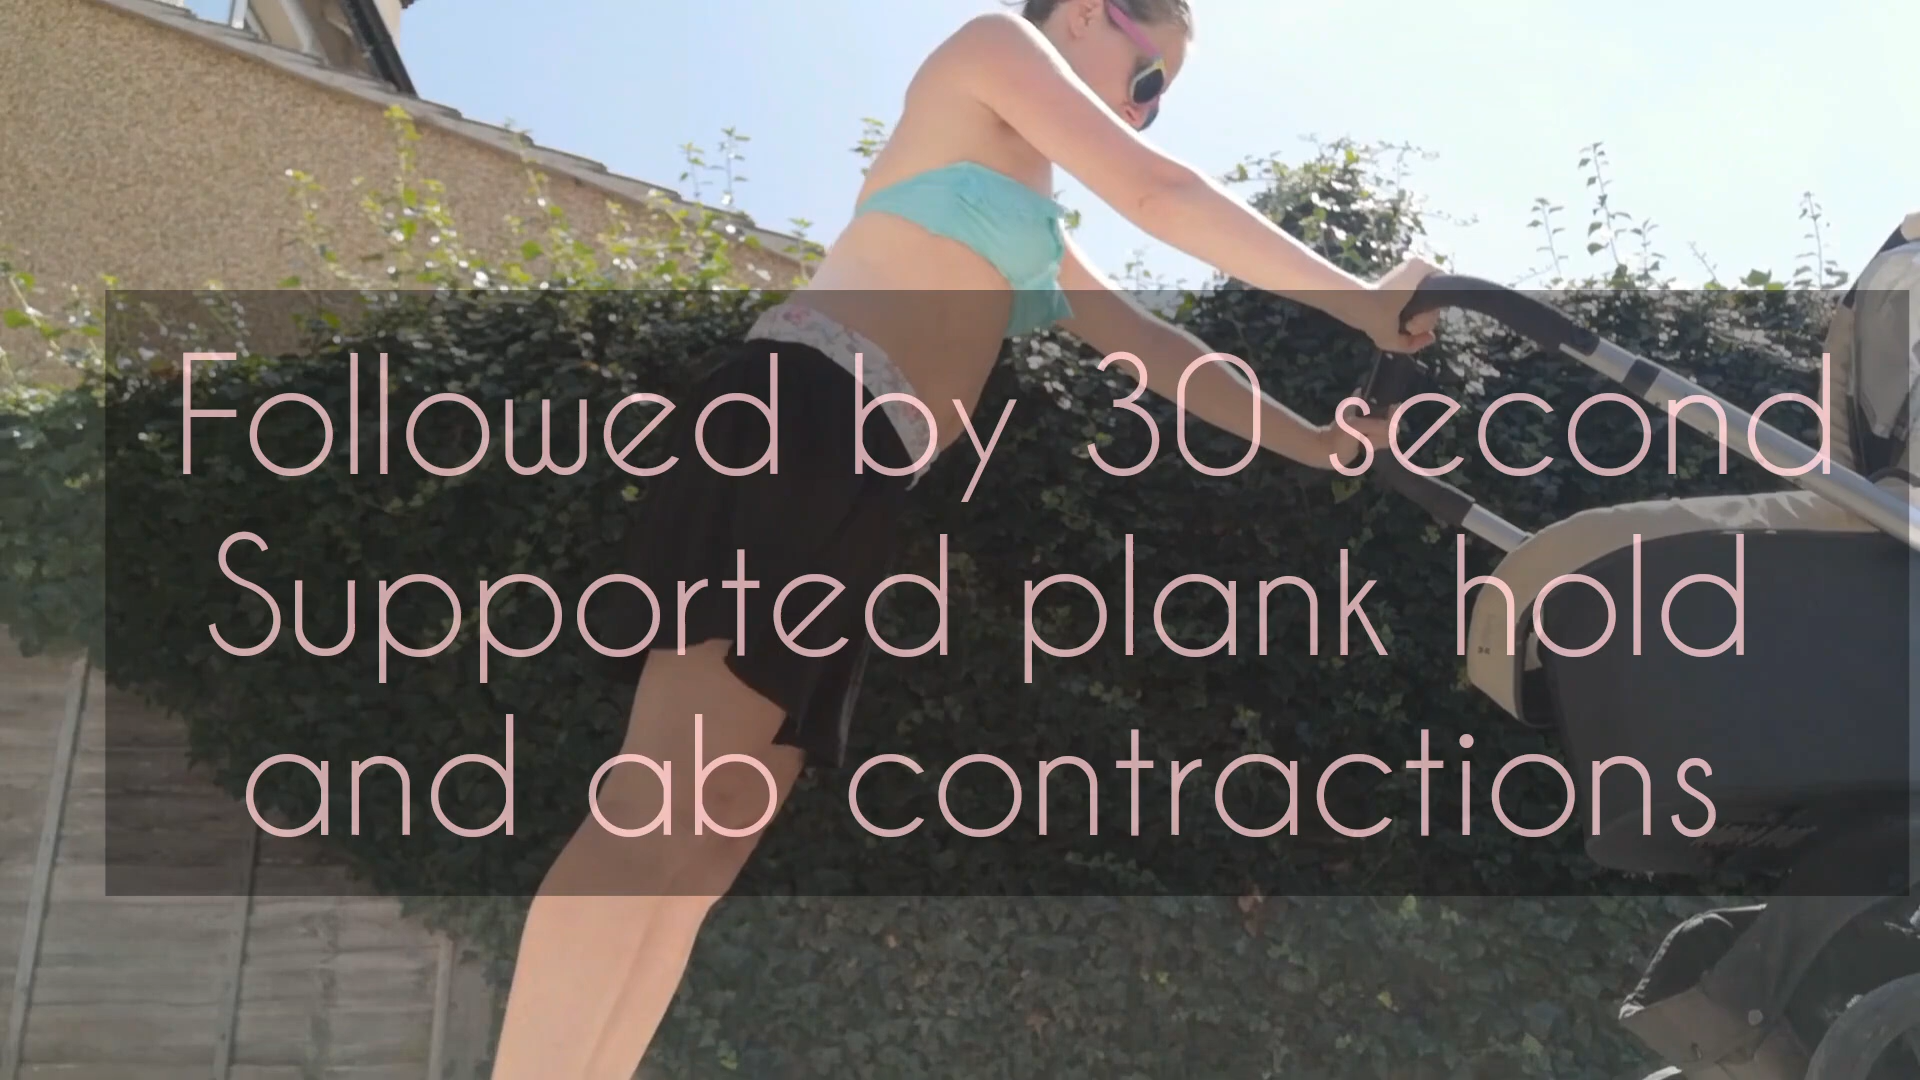 Followed by 30 second
Supported plank hold
and ab contractions